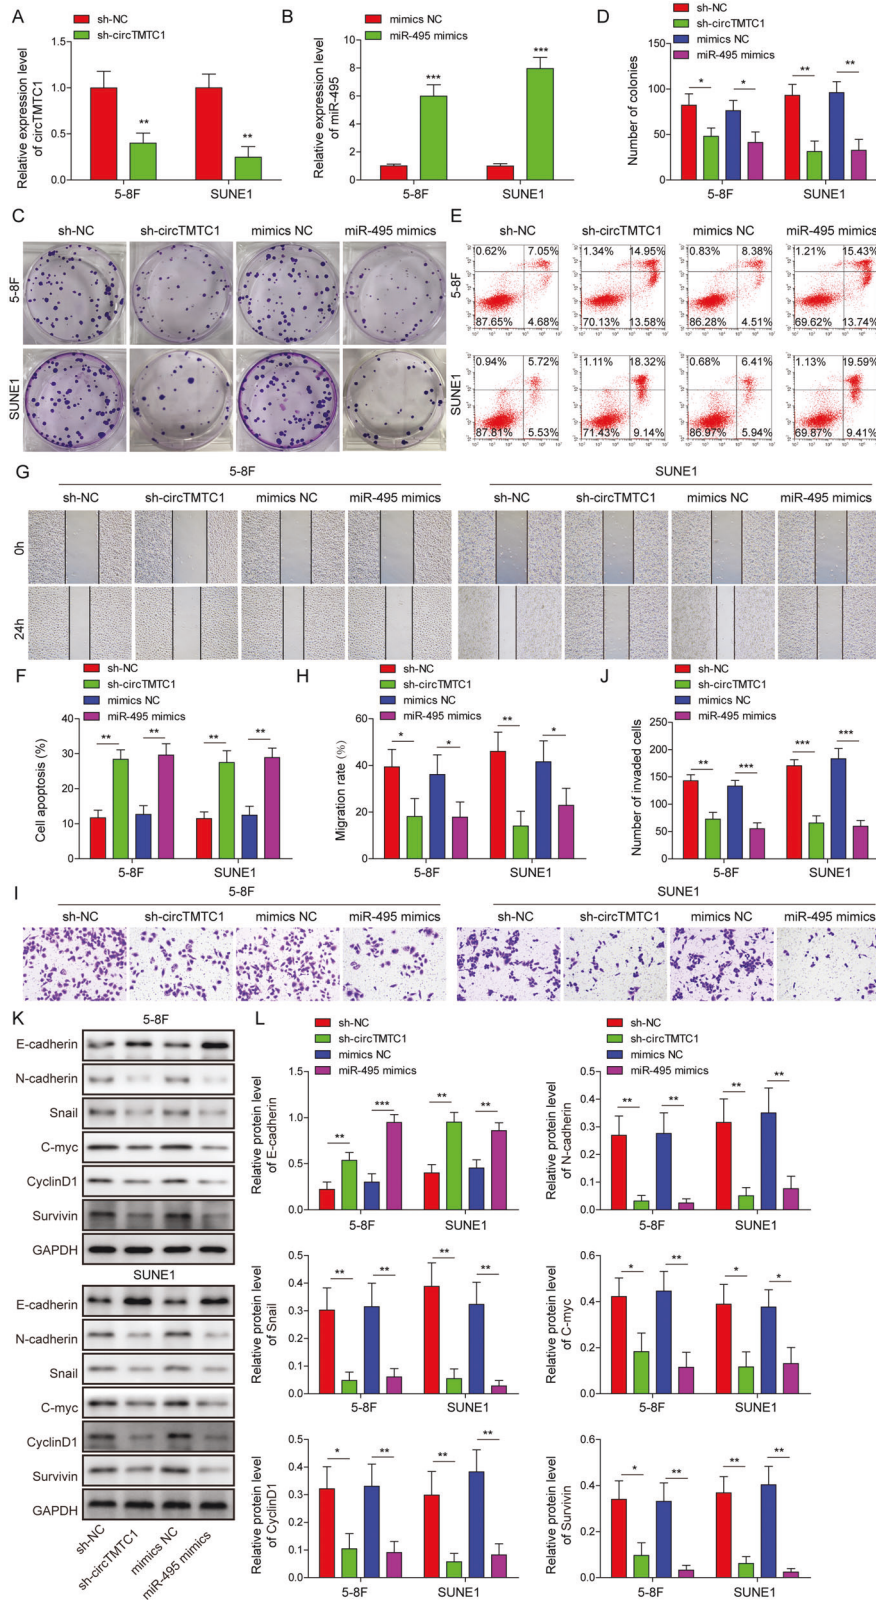 A
sh-NC
sh-circTMTC1
Relative expression level
of circTMTC1
1.5
1.0
0.5
0.0
**
**
5-8F
SUNE1
B
mimics NC
miR-495 mimics
Relative expression level
of miR-495
10
8
6
4
2
0
***
***
5-8F
SUNE1
D
sh-NC
sh-circTMTC1
mimics NC
miR-495 mimics
Number of colonies
150
100
50
0
*
*
**
**
5-8F
SUNE1
C
sh-NC
sh-circTMTC1
mimics NC
miR-495 mimics
5-8F
SUNE1
E
sh-NC
sh-circTMTC1
mimics NC
miR-495 mimics
5-8F
0.62% 7.05%
87.65% 4.68%
1.34% 14.95%
70.13% 13.58%
0.83% 8.38%
86.28% 4.51%
1.21% 15.43%
69.62% 13.74%
SUNE1
0.94% 5.72%
87.81% 5.53%
1.11% 18.32%
71.43% 9.14%
0.68% 6.41%
86.97% 5.94%
1.13% 19.59%
69.87% 9.41%
G
5-8F
SUNE1
sh-NC
sh-circTMTC1
mimics NC
miR-495 mimics
sh-NC
sh-circTMTC1
mimics NC
miR-495 mimics
0h
24h
F
sh-NC
sh-circTMTC1
mimics NC
miR-495 mimics
Cell apoptosis (%)
40
30
20
10
0
**
**
**
**
5-8F
SUNE1
H
sh-NC
sh-circTMTC1
mimics NC
miR-495 mimics
Migration rate (%)
60
40
20
0
*
*
**
*
5-8F
SUNE1
J
sh-NC
sh-circTMTC1
mimics NC
miR-495 mimics
Number of invaded cells
250
200
150
100
50
0
**
***
***
***
5-8F
SUNE1
I
5-8F
SUNE1
sh-NC
sh-circTMTC1
mimics NC
miR-495 mimics
sh-NC
sh-circTMTC1
mimics NC
miR-495 mimics
K
5-8F
E-cadherin
N-cadherin
Snail
C-myc
CyclinD1
Survivin
GAPDH
SUNE1
E-cadherin
N-cadherin
Snail
C-myc
CyclinD1
Survivin
GAPDH
sh-NC
sh-circTMTC1
mimics NC
miR-495 mimics
L
sh-NC
sh-circTMTC1
mimics NC
miR-495 mimics
Relative protein level
of E-cadherin
1.5
1.0
0.5
0.0
**
***
**
**
5-8F
SUNE1
sh-NC
sh-circTMTC1
mimics NC
miR-495 mimics
Relative protein level
of N-cadherin
0.5
0.4
0.3
0.2
0.1
0.0
**
**
**
**
5-8F
SUNE1
Relative protein level
of Snail
0.5
0.4
0.3
0.2
0.1
0.0
**
**
**
**
5-8F
SUNE1
Relative protein level
of C-myc
0.6
0.4
0.2
0.0
*
**
*
*
5-8F
SUNE1
Relative protein level
of CyclinD1
0.5
0.4
0.3
0.2
0.1
0.0
*
**
**
**
5-8F
SUNE1
Relative protein level
of Survivin
0.6
0.4
0.2
0.0
*
**
**
**
5-8F
SUNE1